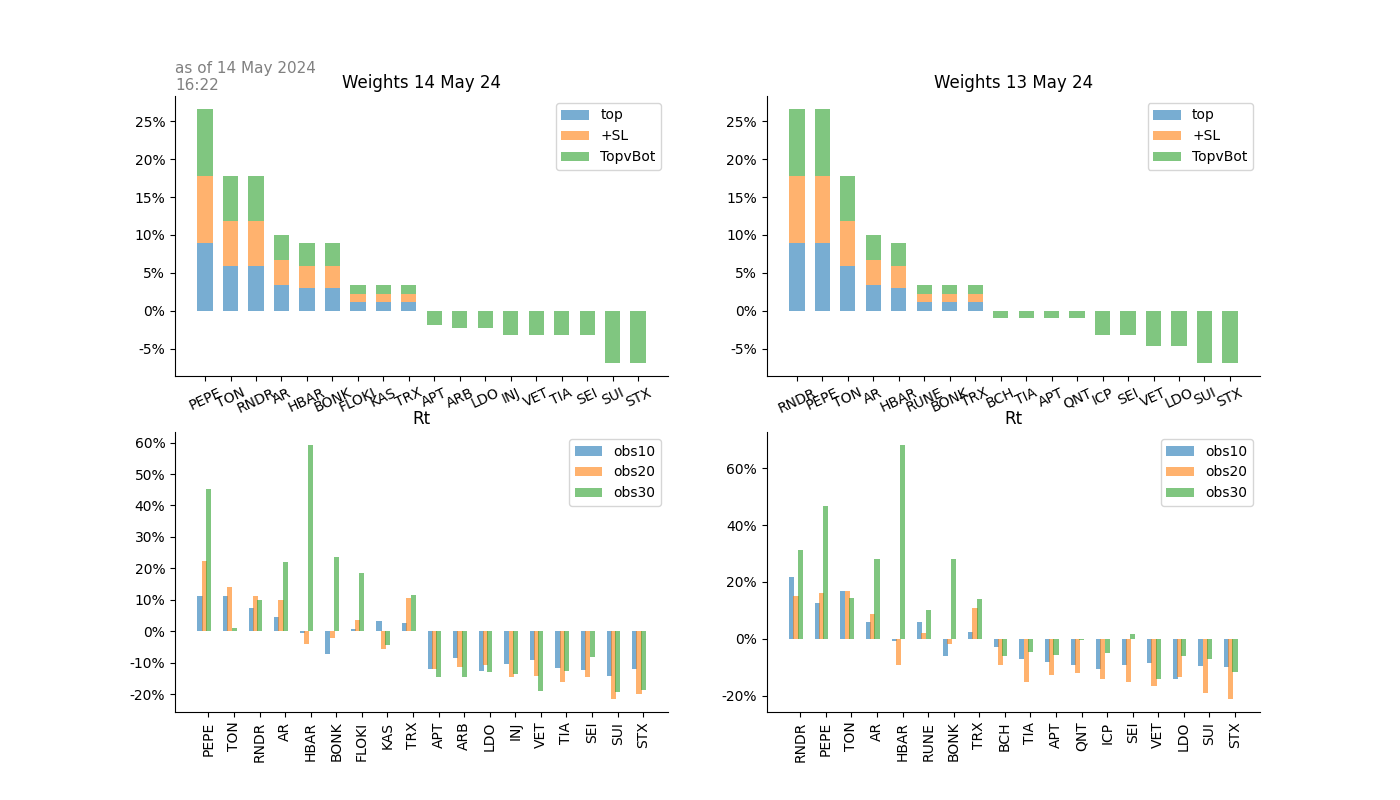 as of 14 May 2024
16:22
Weights 14 May 24
25%
20%
15%
10%
5%
0%
-5%
top
+SL
TopvBot
PEPE TON RNDR AR HBAR BONK FLOKI KAS TRX APT ARB LDO INJ VET TIA SEI SUI STX
Weights 13 May 24
25%
20%
15%
10%
5%
0%
-5%
top
+SL
TopvBot
RNDR PEPE TON AR HBAR RUNE BONK TRX BCH TIA APT QNT ICP SEI VET LDO SUI STX
Rt
60%
50%
40%
30%
20%
10%
0%
-10%
-20%
obs10
obs20
obs30
PEPE TON RNDR AR HBAR BONK FLOKI KAS TRX APT ARB LDO INJ VET TIA SEI SUI STX
Rt
60%
40%
20%
0%
-20%
obs10
obs20
obs30
RNDR PEPE TON AR HBAR RUNE BONK TRX BCH TIA APT QNT ICP SEI VET LDO SUI STX